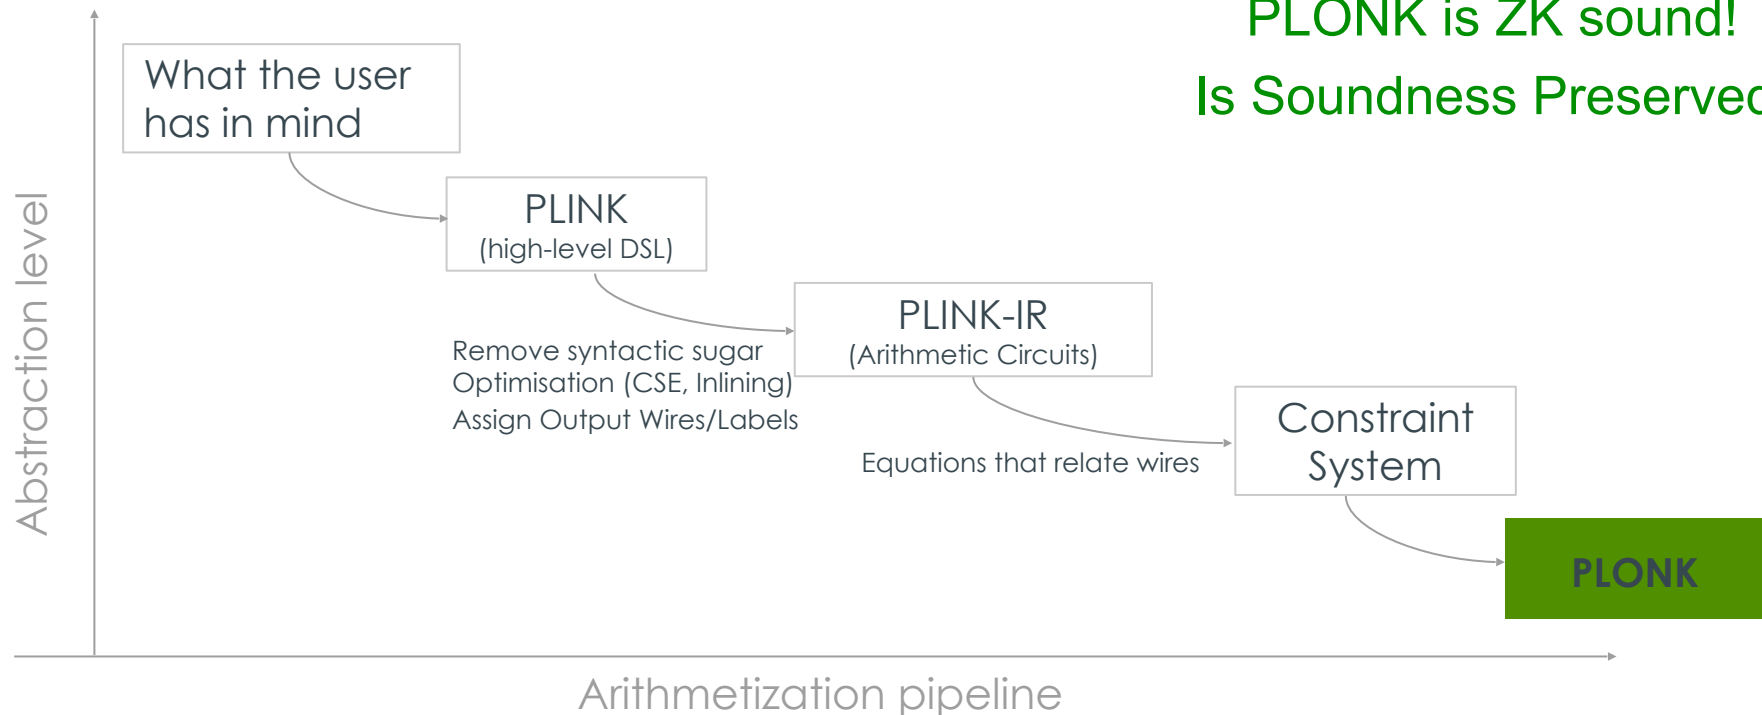 PLONK is ZK sound!
Is Soundness Preserved
What the user
has in mind
PLINK
(high-level DSL)
Remove syntactic sugar
Optimisation (CSE, Inlining)
Assign Output Wires/Labels
PLINK-IR
(Arithmetic Circuits)
Equations that relate wires
Constraint
System
PLONK
Abstraction level
Arithmetization pipeline